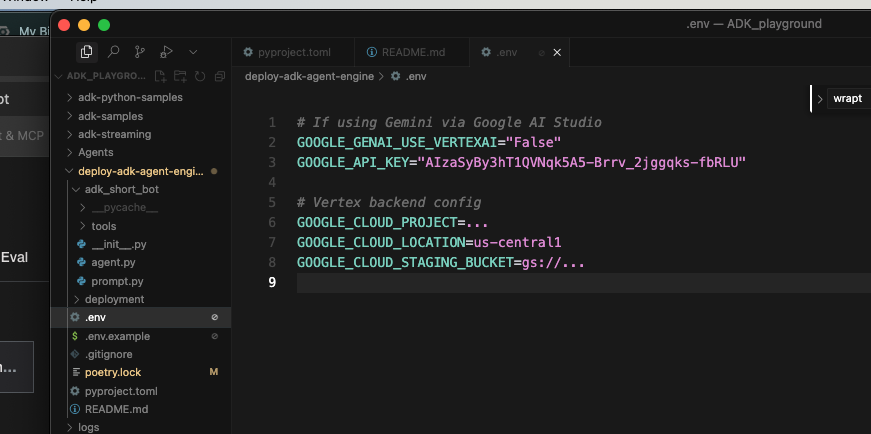 Window Help
.env — ADK_playground
My Bi
pyproject.toml
README.md
.env
ADK_PLAYGRO...
deploy-adk-agent-engine > .env
adk-python-samples
adk-samples
adk-streaming
Agents
deploy-adk-agent-engi...
adk_short_bot
__pycache__
tools
__init__.py
agent.py
prompt.py
deployment
.env
.env.example
.gitignore
poetry.lock M
pyproject.toml
README.md
logs
1 # If using Gemini via Google AI Studio
2 GOOGLE_GENAI_USE_VERTEXAI="False"
3 GOOGLE_API_KEY="AIzaSyBy3hT1QVNqk5A5-Brrv_2jggqks-fbRLU"
4
5 # Vertex backend config
6 GOOGLE_CLOUD_PROJECT=...
7 GOOGLE_CLOUD_LOCATION=us-central1
8 GOOGLE_CLOUD_STAGING_BUCKET=gs://...
9
wrapt
ot
t & MCP
Eval
n...